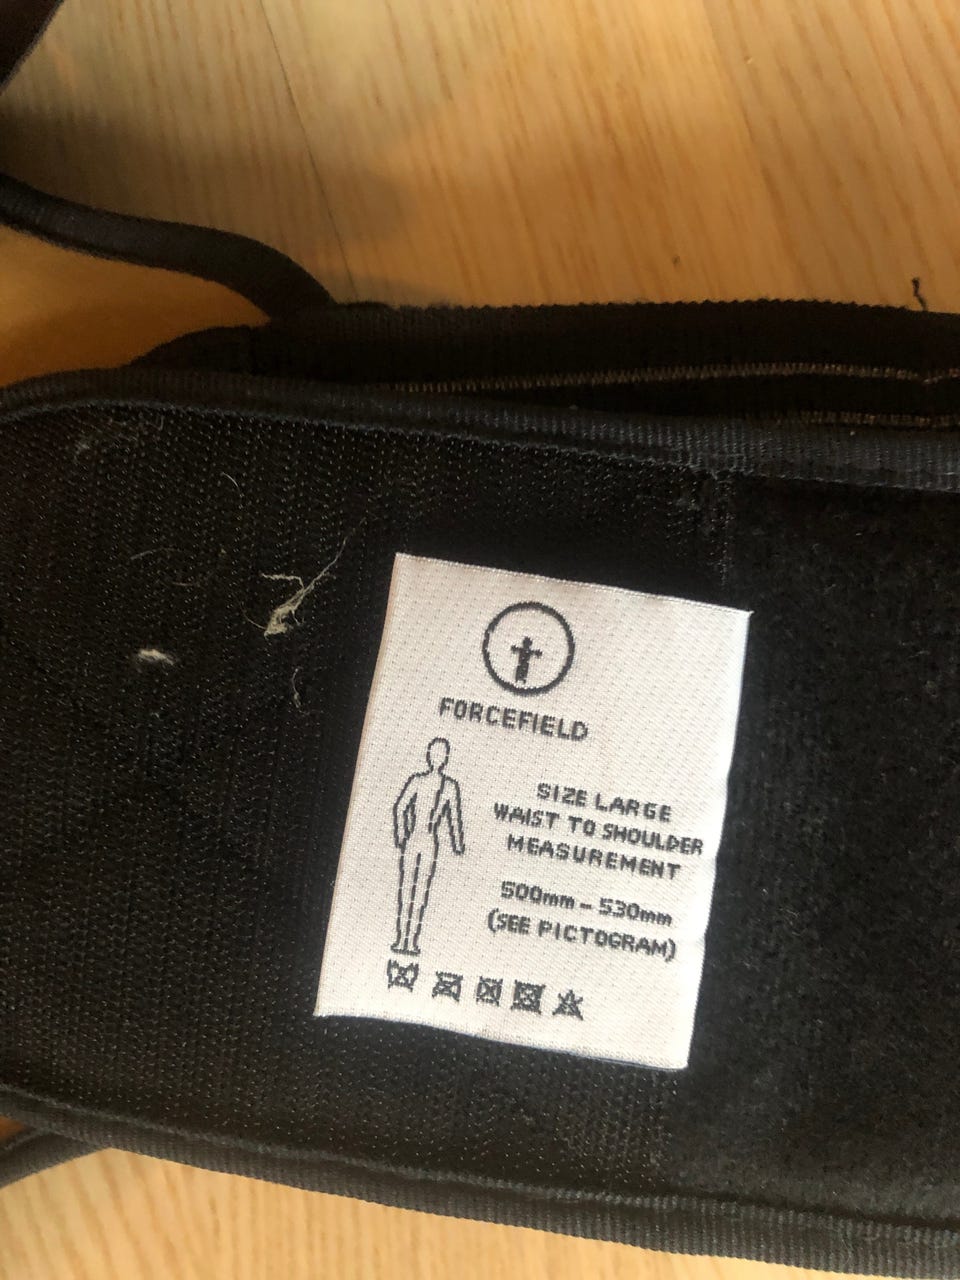 FORCEFIELD
SIZE LARGE
WAIST TO SHOULDER
MEASUREMENT
500mm - 530mm
(SEE PICTOGRAM)